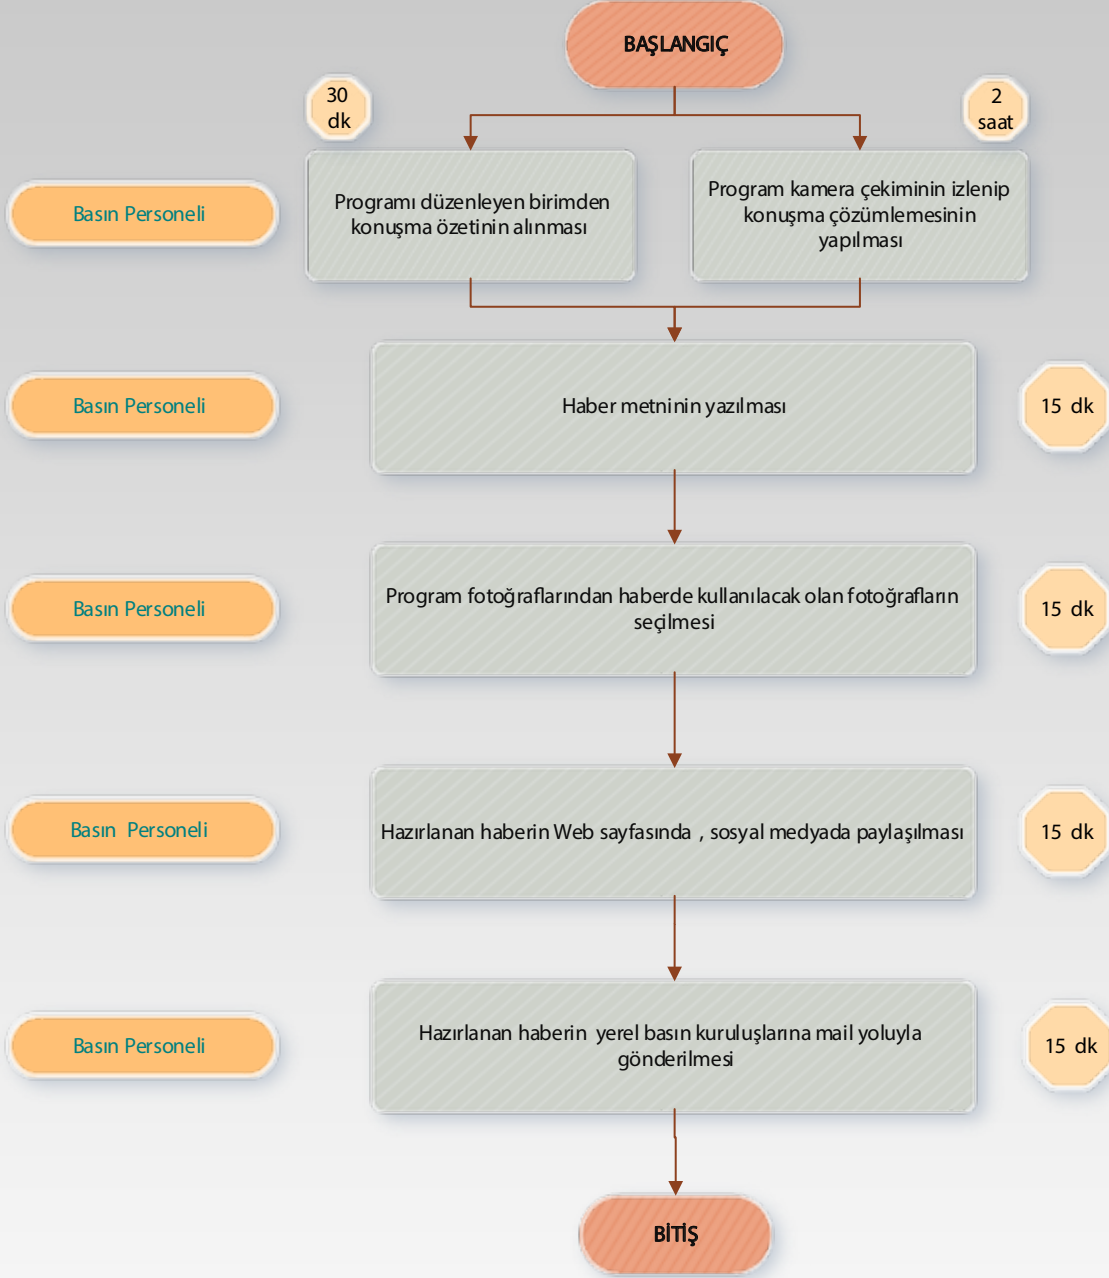 BAŞLANGIÇ
30
dk
2
saat
Basın Personeli
Programı düzenleyen birimden
konuşma özetinin alınması
Program kamera çekiminin izlenip
konuşma çözümlemesinin
yapılması
Basın Personeli
Haber metninin yazılması
15 dk
Basın Personeli
Program fotoğraflarından haberde kullanılacak olan fotoğrafların
seçilmesi
15 dk
Basın Personeli
Hazırlanan haberin Web sayfasında , sosyal medyada paylaşılması
15 dk
Basın Personeli
Hazırlanan haberin yerel basın kuruluşlarına mail yoluyla
gönderilmesi
15 dk
BİTİŞ